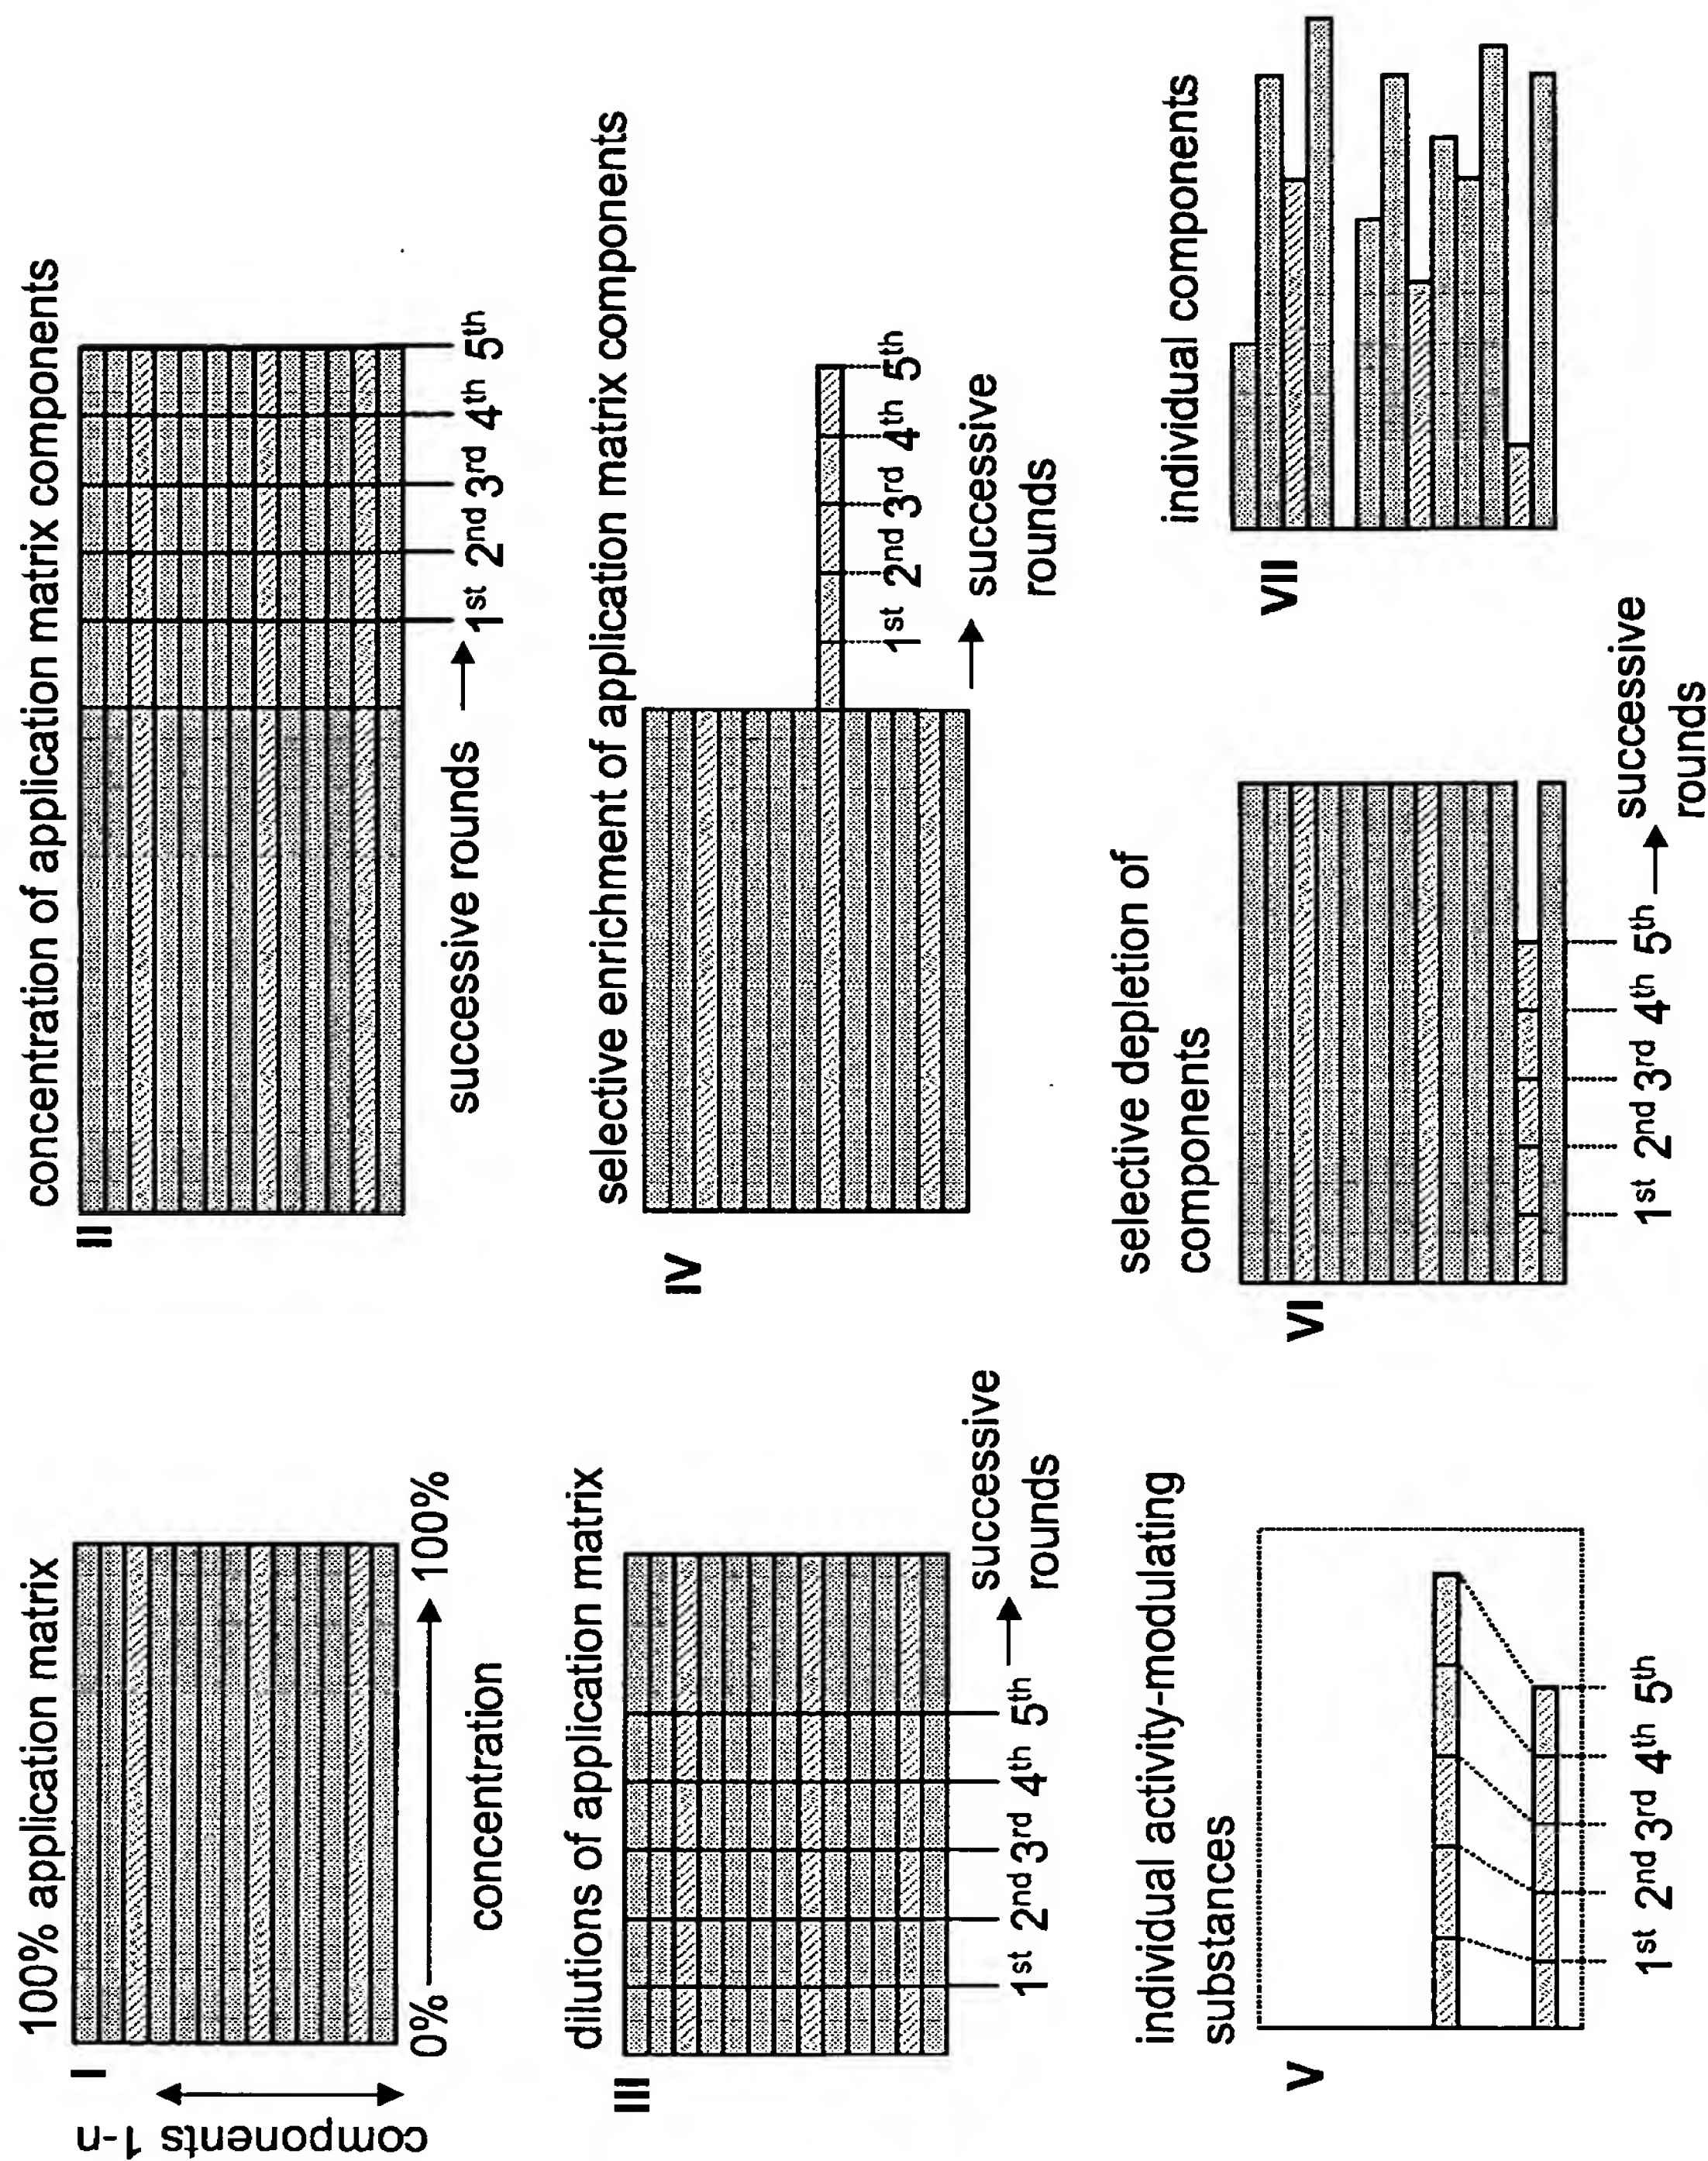 100% application matrix
I
components 1-n
0%
100%
concentration
concentration of application matrix components
II
successive rounds
1st 2nd 3rd 4th 5th
dilutions of application matrix
III
1st 2nd 3rd 4th 5th
successive
rounds
selective enrichment of application matrix components
IV
1st 2nd 3rd 4th 5th
successive
rounds
individual activity-modulating
substances
V
1st 2nd 3rd 4th 5th
selective depletion of
components
VI
1st 2nd 3rd 4th 5th
successive
rounds
individual components
VII